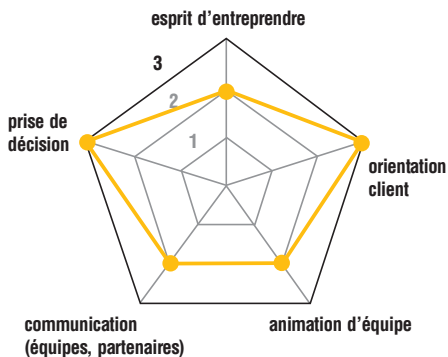 esprit d’entreprendre
3
2
1
prise de
décision
orientation
client
communication
(équipes, partenaires)
animation d’équipe